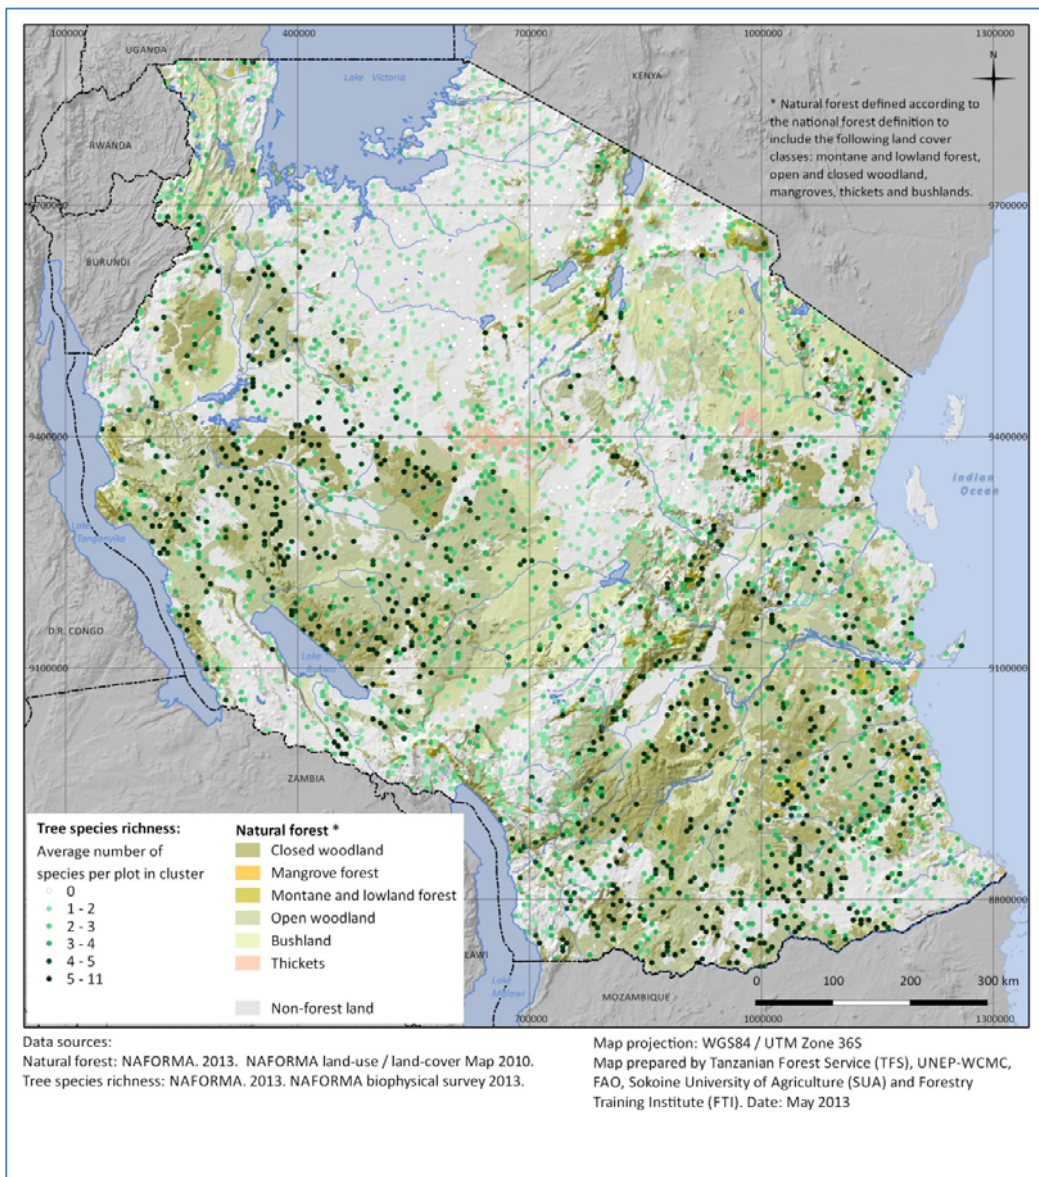 1000000
400000
700000
1000000
1300000
UGANDA
Lake Victoria
KENYA
N
* Natural forest defined according to
the national forest definition to
include the following land cover
classes: montane and lowland forest,
open and closed woodland,
mangroves, thickets and bushlands.
RWANDA
9700000
9700000
BURUNDI
9400000
9400000
Indian
Ocean
Lake
Tanganyika
D.R. CONGO
Lake
Rukwa
9100000
9100000
ZAMBIA
Tree species richness:
Average number of
species per plot in cluster
0
1 - 2
2 - 3
3 - 4
4 - 5
5 - 11
Natural forest *
Closed woodland
Mangrove forest
Montane and lowland forest
Open woodland
Bushland
Thickets
Non-forest land
8800000
8800000
LAWI
Lake
Malawi
MOZAMBIQUE
0 100 200 300 km
700000
1000000
1300000
Data sources:
Natural forest: NAFORMA. 2013. NAFORMA land-use / land-cover Map 2010.
Tree species richness: NAFORMA. 2013. NAFORMA biophysical survey 2013.
Map projection: WGS84 / UTM Zone 36S
Map prepared by Tanzanian Forest Service (TFS), UNEP-WCMC,
FAO, Sokoine University of Agriculture (SUA) and Forestry
Training Institute (FTI). Date: May 2013